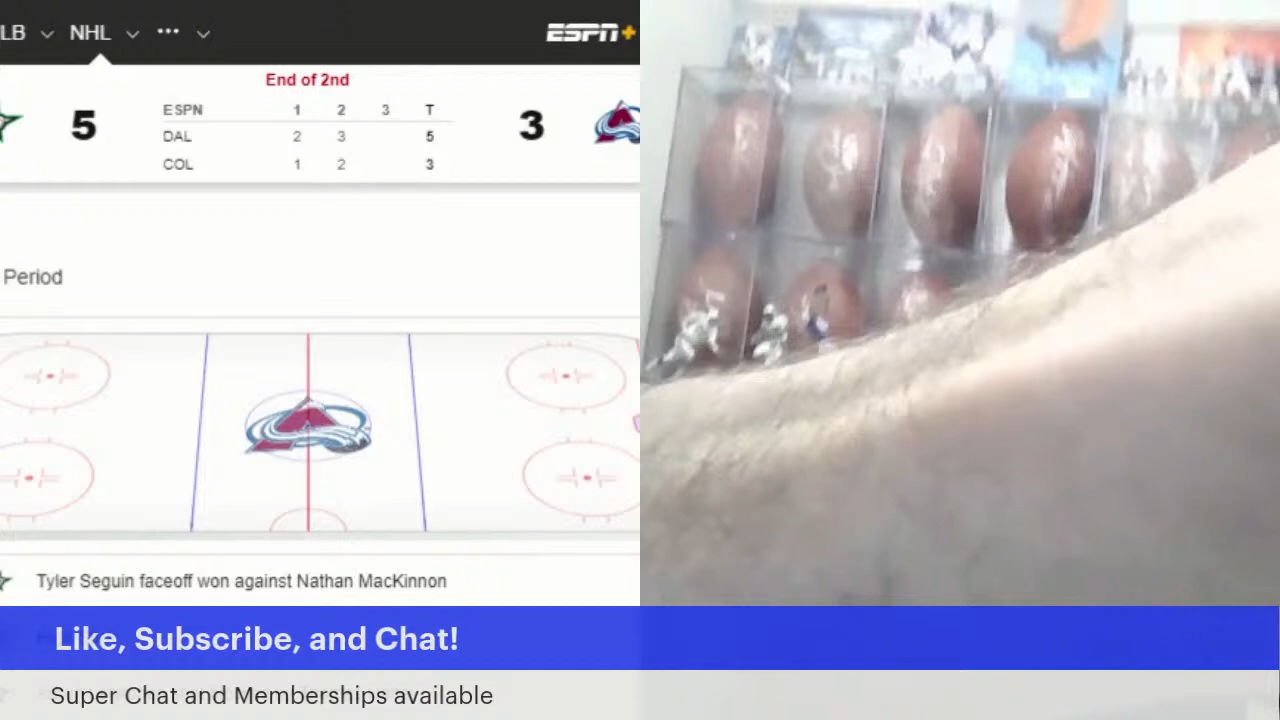 LB NHL •••
ESPN+
End of 2nd
5
ESPN 1 2 3 T
DAL 2 3 5
COL 1 2 3
3
Period
Tyler Seguin faceoff won against Nathan MacKinnon
Like, Subscribe, and Chat!
Super Chat and Memberships available